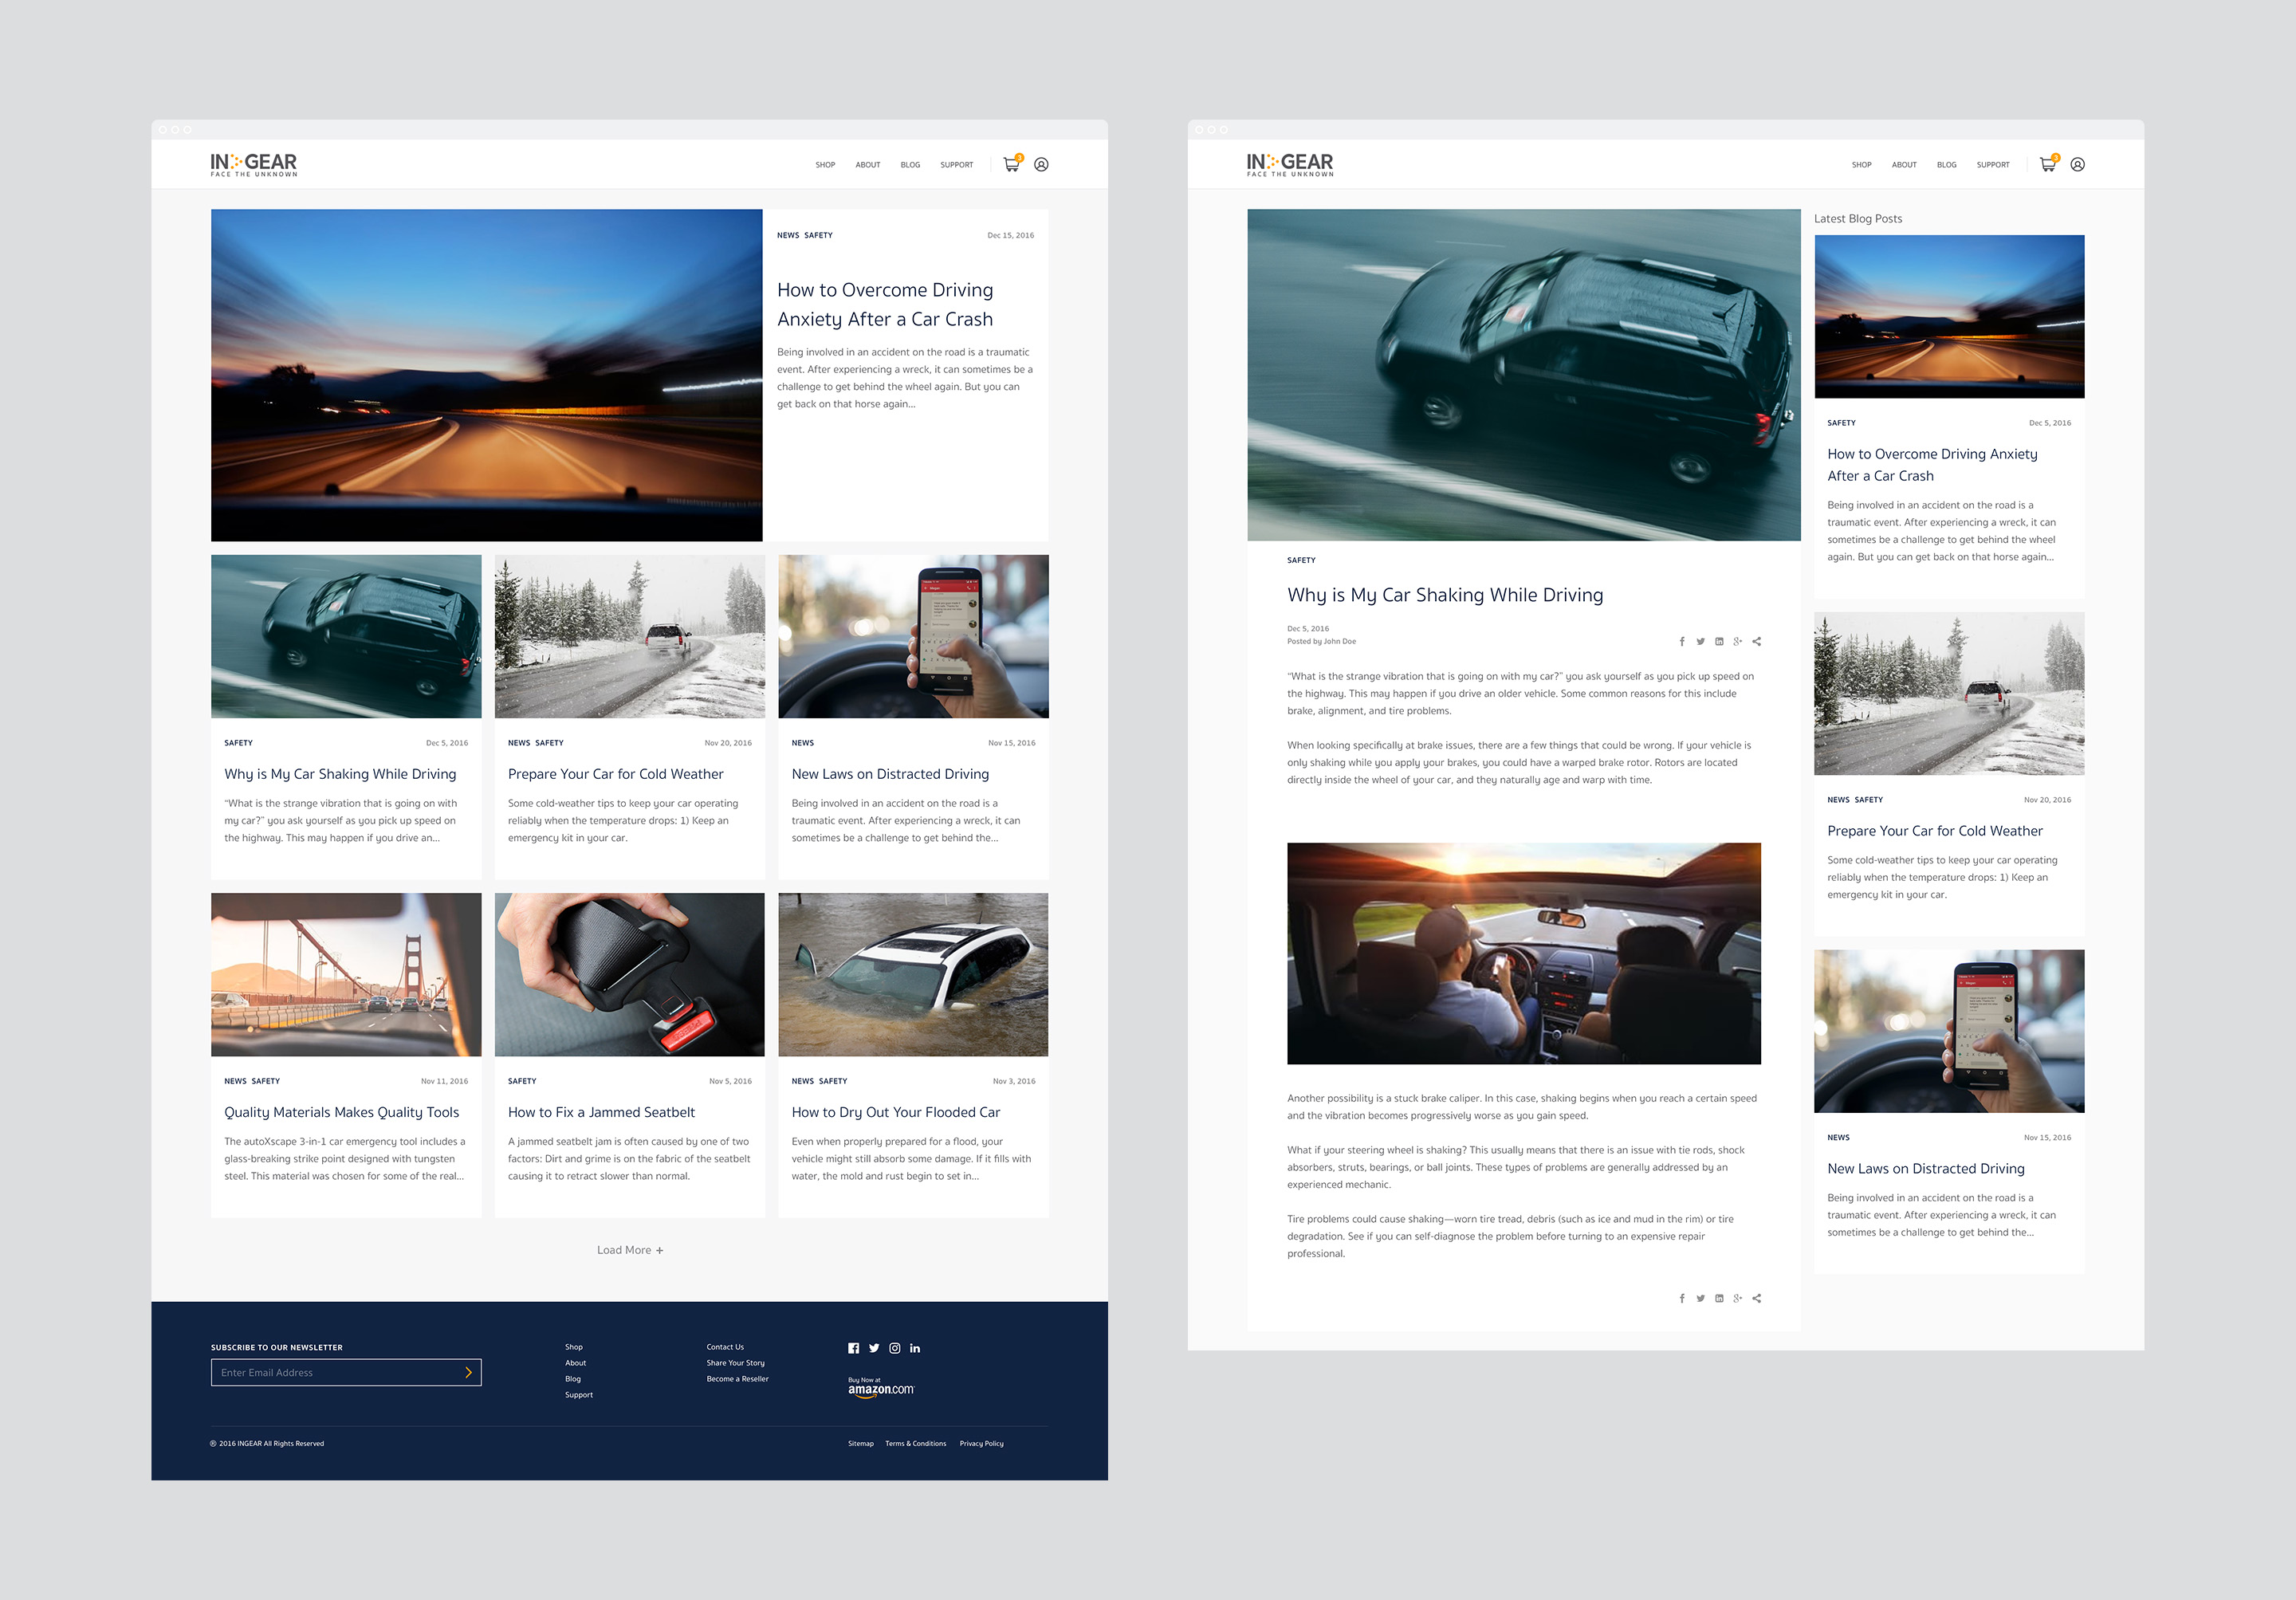 IN GEAR
FACE THE UNKNOWN
SHOP ABOUT BLOG SUPPORT
3
NEWS SAFETY Dec 15, 2016
How to Overcome Driving
Anxiety After a Car Crash
Being involved in an accident on the road is a traumatic
event. After experiencing a wreck, it can sometimes be a
challenge to get behind the wheel again. But you can
get back on that horse again...
SAFETY Dec 5, 2016
Why is My Car Shaking While Driving
“What is the strange vibration that is going on with
my car?” you ask yourself as you pick up speed on
the highway. This may happen if you drive an...
NEWS SAFETY Nov 20, 2016
Prepare Your Car for Cold Weather
Some cold-weather tips to keep your car operating
reliably when the temperature drops: 1) Keep an
emergency kit in your car.
NEWS Nov 15, 2016
New Laws on Distracted Driving
Being involved in an accident on the road is a
traumatic event. After experiencing a wreck, it can
sometimes be a challenge to get behind the...
NEWS SAFETY Nov 11, 2016
Quality Materials Makes Quality Tools
The autoXscape 3-in-1 car emergency tool includes a
glass-breaking strike point designed with tungsten
steel. This material was chosen for some of the real...
SAFETY Nov 5, 2016
How to Fix a Jammed Seatbelt
A jammed seatbelt jam is often caused by one of two
factors: Dirt and grime is on the fabric of the seatbelt
causing it to retract slower than normal.
NEWS SAFETY Nov 3, 2016
How to Dry Out Your Flooded Car
Even when properly prepared for a flood, your
vehicle might still absorb some damage. If it fills with
water, the mold and rust begin to set in...
Load More +
SUBSCRIBE TO OUR NEWSLETTER
Enter Email Address
Shop
About
Blog
Support
Contact Us
Share Your Story
Become a Reseller
Buy Now at
amazon.com
® 2016 INGEAR All Rights Reserved
Sitemap Terms & Conditions Privacy Policy
IN GEAR
FACE THE UNKNOWN
SHOP ABOUT BLOG SUPPORT
3
SAFETY
Why is My Car Shaking While Driving
Dec 5, 2016
Posted by John Doe
“What is the strange vibration that is going on with my car?” you ask yourself as you pick up speed on
the highway. This may happen if you drive an older vehicle. Some common reasons for this include
brake, alignment, and tire problems.
When looking specifically at brake issues, there are a few things that could be wrong. If your vehicle is
only shaking while you apply your brakes, you could have a warped brake rotor. Rotors are located
directly inside the wheel of your car, and they naturally age and warp with time.
Another possibility is a stuck brake caliper. In this case, shaking begins when you reach a certain speed
and the vibration becomes progressively worse as you gain speed.
What if your steering wheel is shaking? This usually means that there is an issue with tie rods, shock
absorbers, struts, bearings, or ball joints. These types of problems are generally addressed by an
experienced mechanic.
Tire problems could cause shaking—worn tire tread, debris (such as ice and mud in the rim) or tire
degradation. See if you can self-diagnose the problem before turning to an expensive repair
professional.
Latest Blog Posts
SAFETY Dec 5, 2016
How to Overcome Driving Anxiety
After a Car Crash
Being involved in an accident on the road is a
traumatic event. After experiencing a wreck, it can
sometimes be a challenge to get behind the wheel
again. But you can get back on that horse again...
NEWS SAFETY Nov 20, 2016
Prepare Your Car for Cold Weather
Some cold-weather tips to keep your car operating
reliably when the temperature drops: 1) Keep an
emergency kit in your car.
NEWS Nov 15, 2016
New Laws on Distracted Driving
Being involved in an accident on the road is a
traumatic event. After experiencing a wreck, it can
sometimes be a challenge to get behind the...